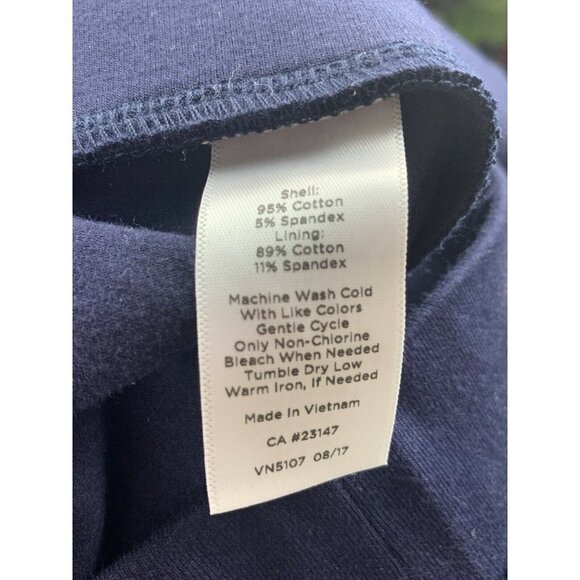 Shell:
95% Cotton
5% Spandex
Lining:
89% Cotton
11% Spandex
Machine Wash Cold
With Like Colors
Gentle Cycle
Only Non-Chlorine
Bleach When Needed
Tumble Dry Low
Warm Iron, If Needed
Made In Vietnam
CA #23147
VN5107 08/17